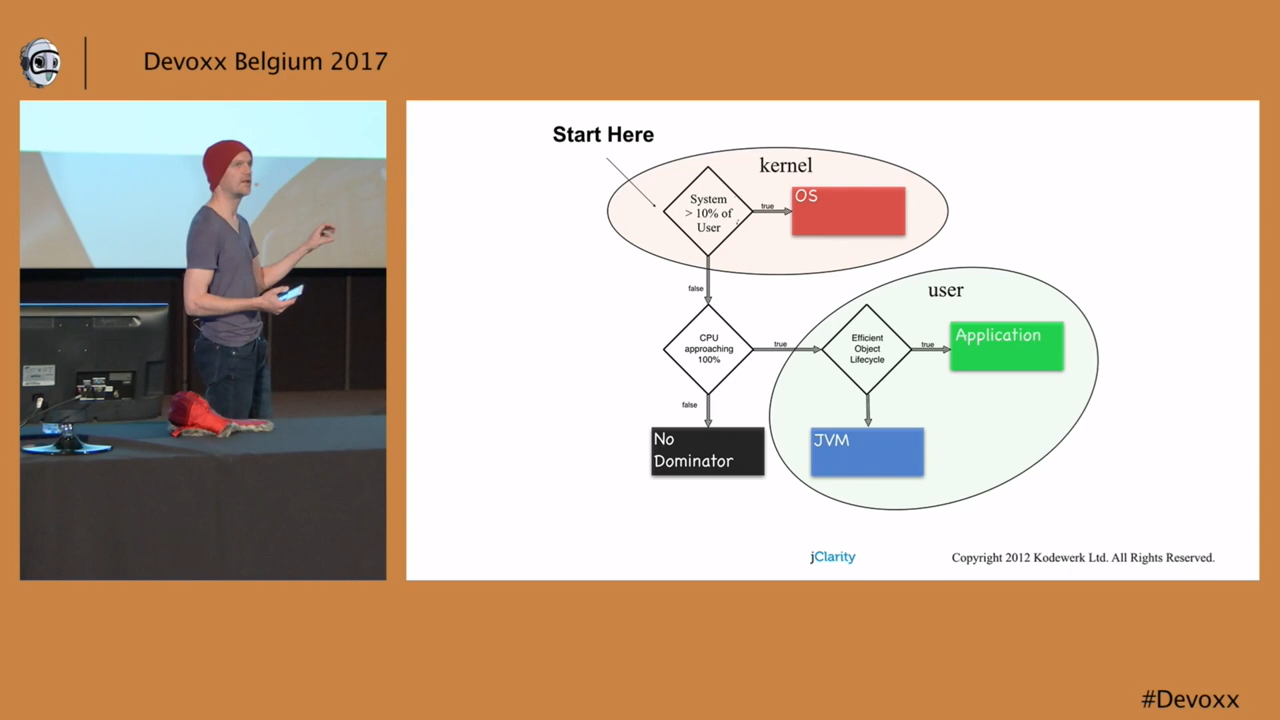 Devoxx Belgium 2017
Start Here
kernel
System
> 10% of
User
true
OS
false
user
CPU
approaching
100%
true
Efficient
Object
Lifecycle
true
Application
false
No
Dominator
JVM
jClarity
Copyright 2012 Kodewerk Ltd. All Rights Reserved.
#Devoxx